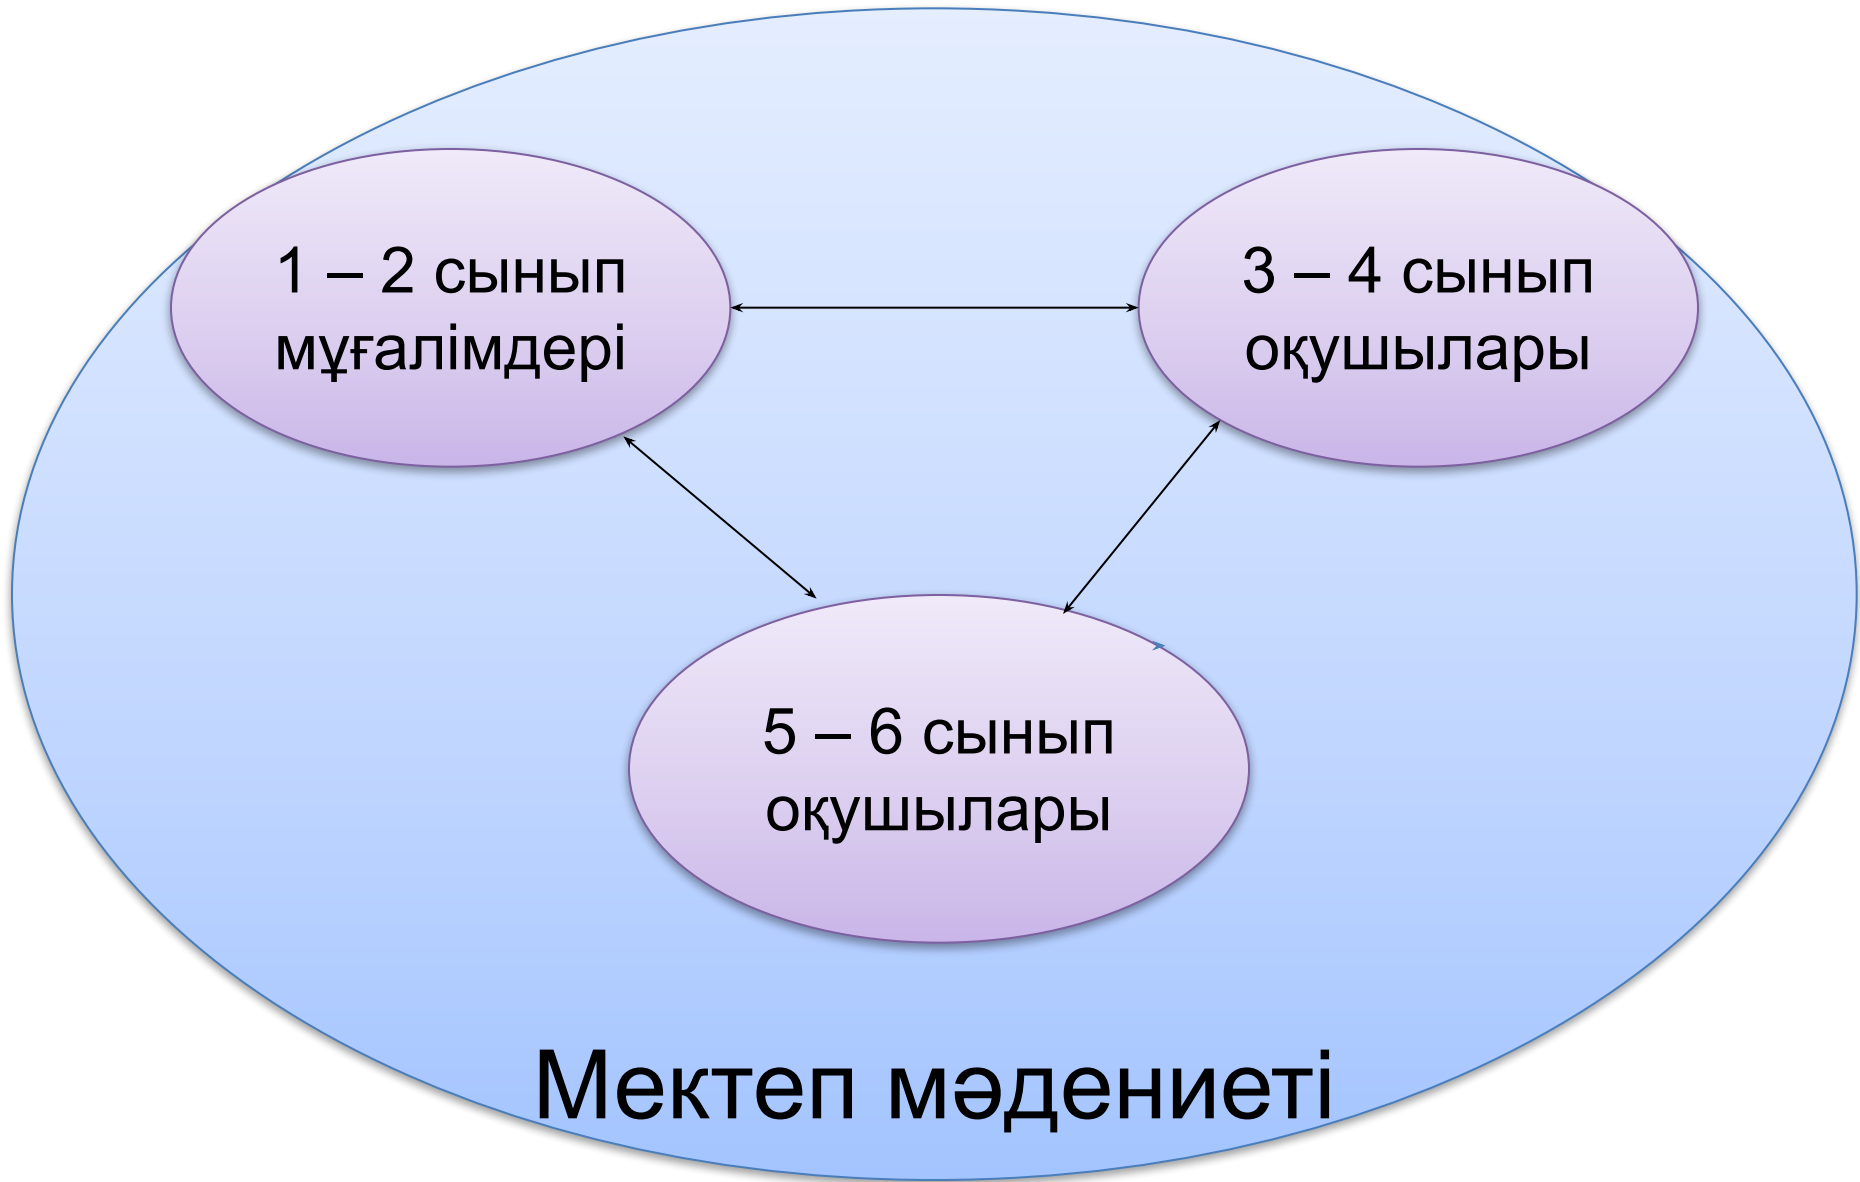 1 – 2 сынып
мұғалімдері
3 – 4 сынып
оқушылары
5 – 6 сынып
оқушылары
Мектеп мәдениеті